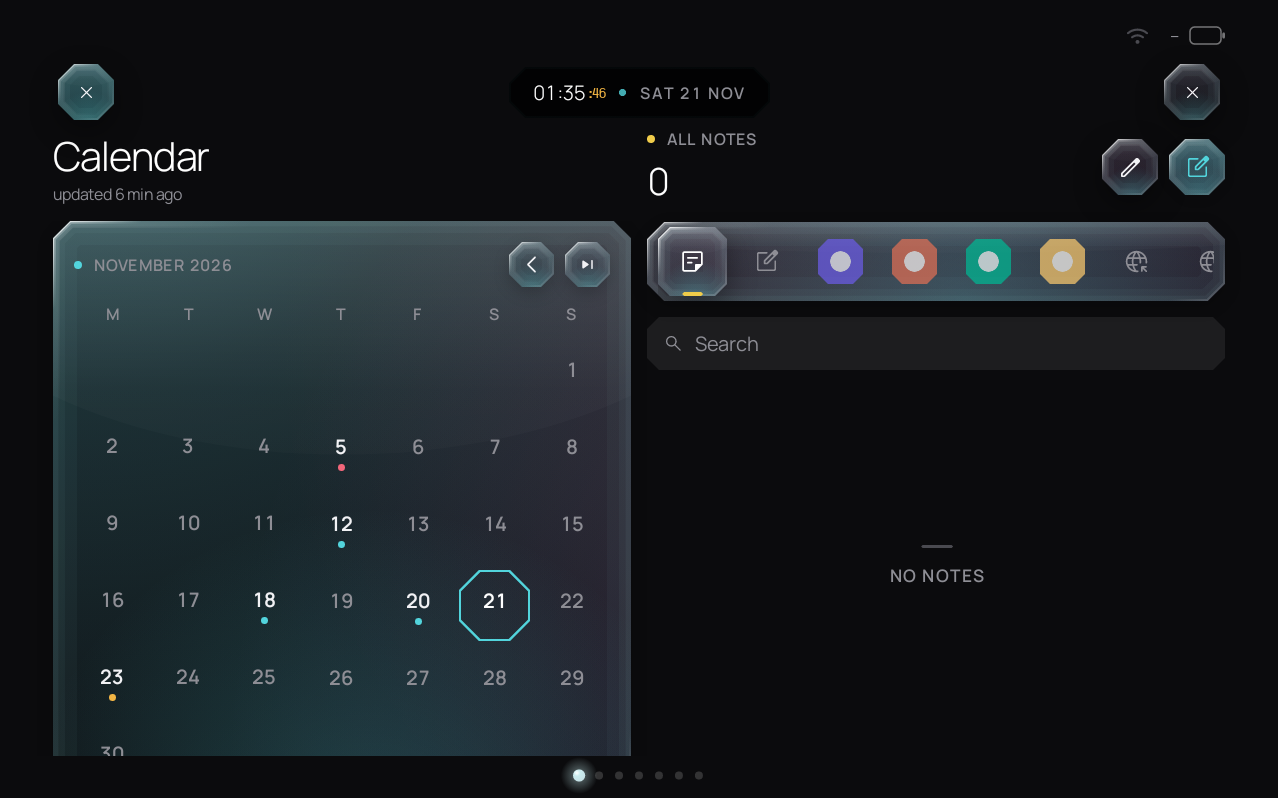 –
01:35:46 SAT 21 NOV
Calendar
updated 6 min ago
NOVEMBER 2026
M T W T F S S
1
2 3 4 5 6 7 8
9 10 11 12 13 14 15
16 17 18 19 20 21 22
23 24 25 26 27 28 29
30
ALL NOTES
0
Search
NO NOTES